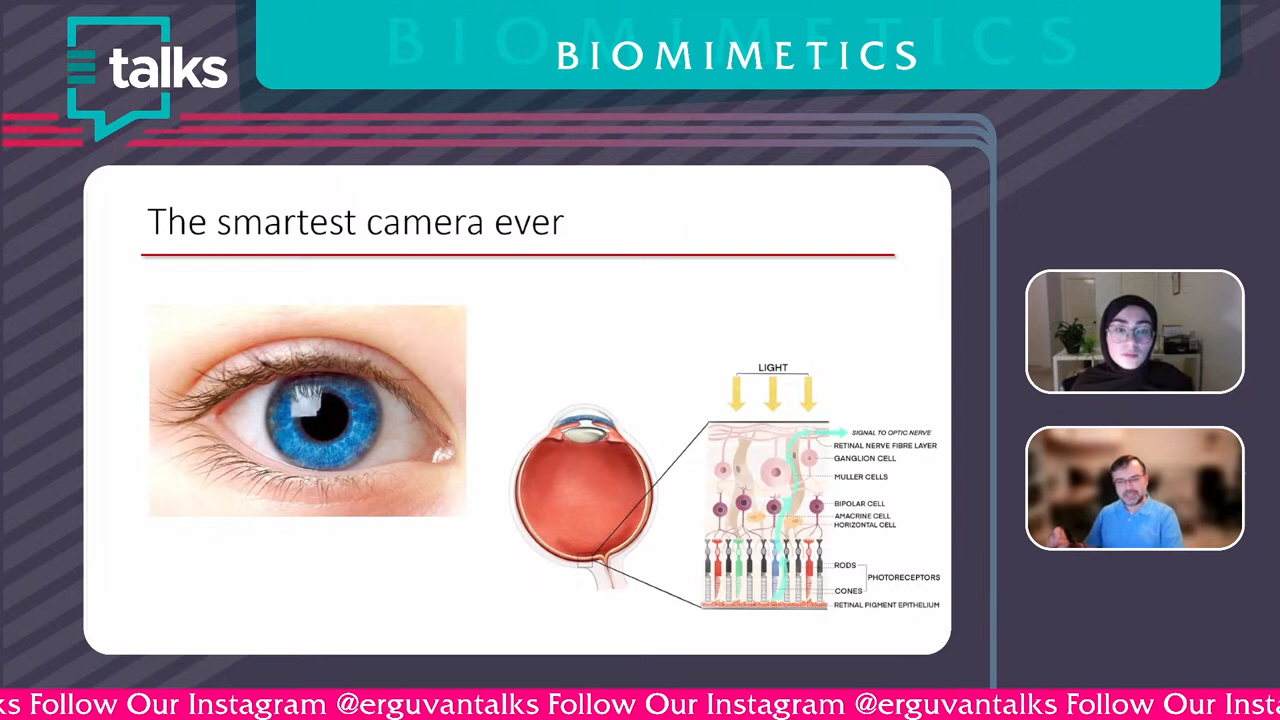 talks
BIOMIMETICS
BIOMIMETICS
The smartest camera ever
LIGHT
SIGNAL TO OPTIC NERVE
RETINAL NERVE FIBRE LAYER
GANGLION CELL
MULLER CELLS
BIPOLAR CELL
AMACRINE CELL
HORIZONTAL CELL
RODS
PHOTORECEPTORS
CONES
RETINAL PIGMENT EPITHELIUM
ks Follow Our Instagram @erguvantalks Follow Our Instagram @erguvantalks Follow Our Insta